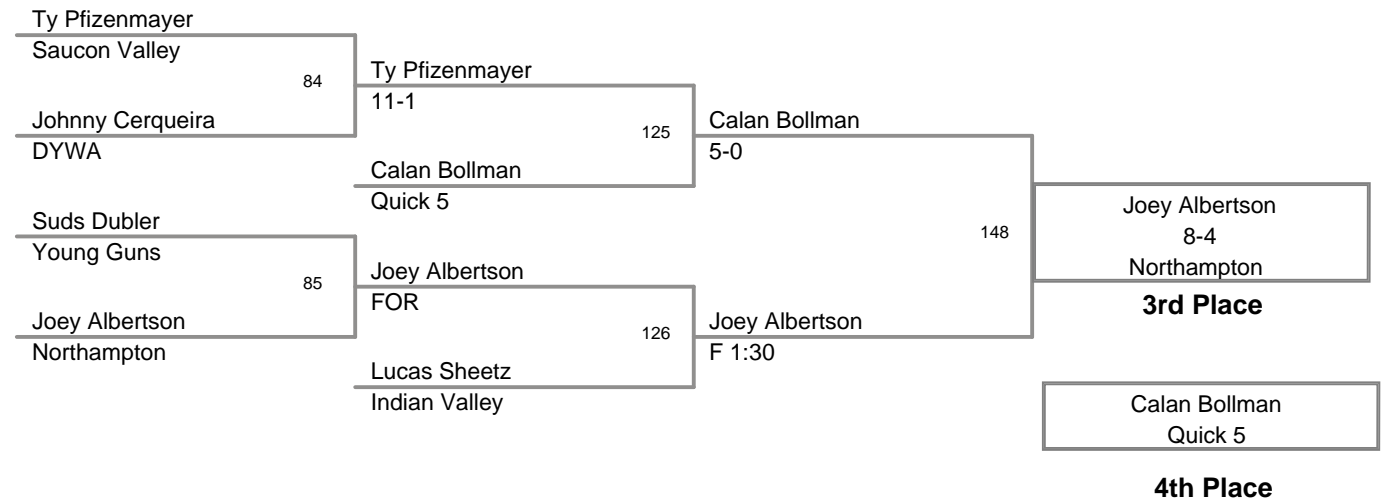 Ty Pfizenmayer
Saucon Valley
84
Johnny Cerqueira
DYWA
Suds Dubler
Young Guns
85
Joey Albertson
Northampton
Ty Pfizenmayer
11-1
125
Calan Bollman
Quick 5
Joey Albertson
FOR
126
Lucas Sheetz
Indian Valley
Calan Bollman
5-0
148
Joey Albertson
F 1:30
Joey Albertson
8-4
Northampton
3rd Place
Calan Bollman
Quick 5
4th Place